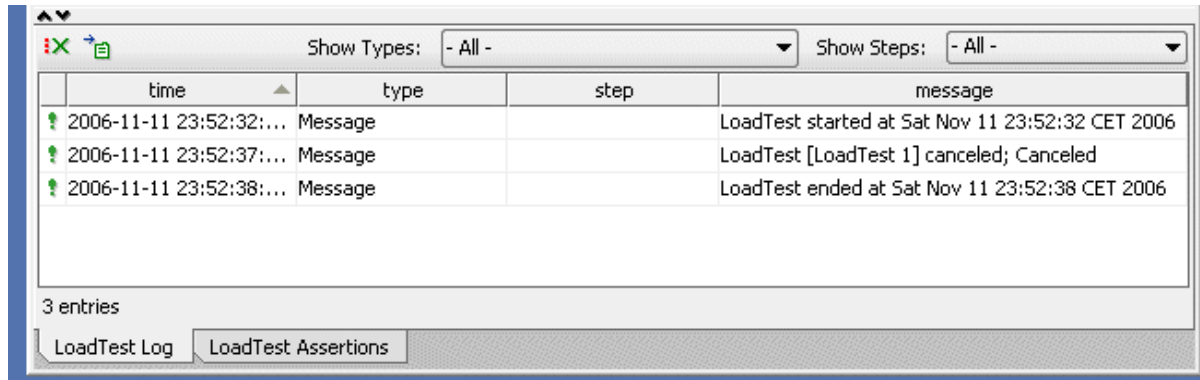 Show Types: - All - Show Steps: - All -
time type step message
2006-11-11 23:52:32:... Message LoadTest started at Sat Nov 11 23:52:32 CET 2006
2006-11-11 23:52:37:... Message LoadTest [LoadTest 1] canceled; Canceled
2006-11-11 23:52:38:... Message LoadTest ended at Sat Nov 11 23:52:38 CET 2006
3 entries
LoadTest Log LoadTest Assertions